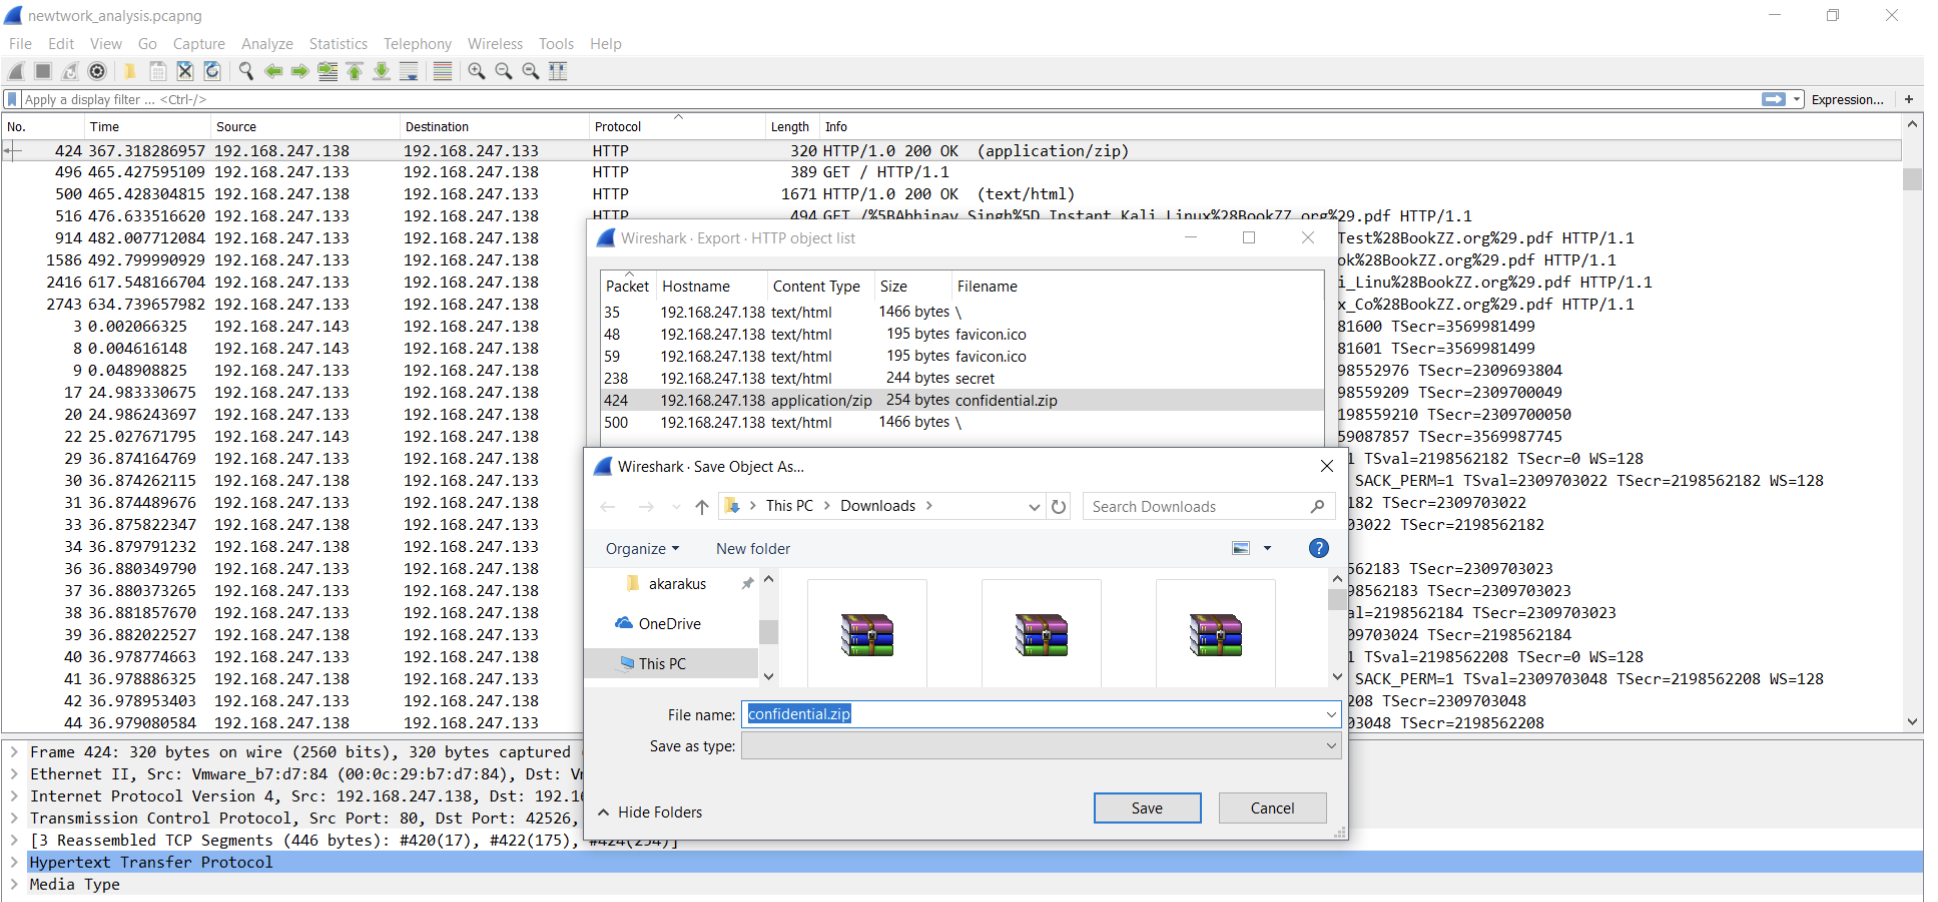 newtwork_analysis.pcapng
File Edit View Go Capture Analyze Statistics Telephony Wireless Tools Help
Apply a display filter ... <Ctrl-/> Expression... +
No. Time Source Destination Protocol Length Info
424 367.318286957 192.168.247.138 192.168.247.133 HTTP 320 HTTP/1.0 200 OK (application/zip)
496 465.427595109 192.168.247.133 192.168.247.138 HTTP 389 GET / HTTP/1.1
500 465.428304815 192.168.247.138 192.168.247.133 HTTP 1671 HTTP/1.0 200 OK (text/html)
516 476.633516620 192.168.247.133 192.168.247.138 HTTP 494 GET /%5BAbhinav_Singh%5D_Instant_Kali_Linux%28BookZZ.org%29.pdf HTTP/1.1
914 482.007712084 192.168.247.133 192.168.247.138 Test%28BookZZ.org%29.pdf HTTP/1.1
1586 492.799990929 192.168.247.133 192.168.247.138 ok%28BookZZ.org%29.pdf HTTP/1.1
2416 617.548166704 192.168.247.133 192.168.247.138 i_Linu%28BookZZ.org%29.pdf HTTP/1.1
2743 634.739657982 192.168.247.133 192.168.247.138 x_Co%28BookZZ.org%29.pdf HTTP/1.1
3 0.002066325 192.168.247.143 192.168.247.138 81600 TSecr=3569981499
8 0.004616148 192.168.247.143 192.168.247.138 81601 TSecr=3569981499
9 0.048908825 192.168.247.133 192.168.247.138 98552976 TSecr=2309693804
17 24.983330675 192.168.247.133 192.168.247.138 98559209 TSecr=2309700049
20 24.986243697 192.168.247.133 192.168.247.138 198559210 TSecr=2309700050
22 25.027671795 192.168.247.143 192.168.247.138 59087857 TSecr=3569987745
29 36.874164769 192.168.247.133 192.168.247.138 1 TSval=2198562182 TSecr=0 WS=128
30 36.874262115 192.168.247.138 192.168.247.133 SACK_PERM=1 TSval=2309703022 TSecr=2198562182 WS=128
31 36.874489676 192.168.247.133 192.168.247.138 182 TSecr=2309703022
33 36.875822347 192.168.247.138 192.168.247.133 03022 TSecr=2198562182
34 36.879791232 192.168.247.138 192.168.247.133
36 36.880349790 192.168.247.133 192.168.247.138 562183 TSecr=2309703023
37 36.880373265 192.168.247.133 192.168.247.138 98562183 TSecr=2309703023
38 36.881857670 192.168.247.133 192.168.247.138 al=2198562184 TSecr=2309703023
39 36.882022527 192.168.247.138 192.168.247.133 09703024 TSecr=2198562184
40 36.978774663 192.168.247.133 192.168.247.138 1 TSval=2198562208 TSecr=0 WS=128
41 36.978886325 192.168.247.138 192.168.247.133 SACK_PERM=1 TSval=2309703048 TSecr=2198562208 WS=128
42 36.978953403 192.168.247.133 192.168.247.138 208 TSecr=2309703048
44 36.979080584 192.168.247.138 192.168.247.133 03048 TSecr=2198562208
Wireshark · Export · HTTP object list
Packet Hostname Content Type Size Filename
35 192.168.247.138 text/html 1466 bytes \
48 192.168.247.138 text/html 195 bytes favicon.ico
59 192.168.247.138 text/html 195 bytes favicon.ico
238 192.168.247.138 text/html 244 bytes secret
424 192.168.247.138 application/zip 254 bytes confidential.zip
500 192.168.247.138 text/html 1466 bytes \
Wireshark · Save Object As...
This PC Downloads Search Downloads
Organize New folder ?
akarakus
OneDrive
This PC
File name: confidential.zip
Save as type:
Hide Folders Save Cancel
Frame 424: 320 bytes on wire (2560 bits), 320 bytes captured
Ethernet II, Src: Vmware_b7:d7:84 (00:0c:29:b7:d7:84), Dst:
Internet Protocol Version 4, Src: 192.168.247.138, Dst: 192.1
Transmission Control Protocol, Src Port: 80, Dst Port: 42526,
[3 Reassembled TCP Segments (446 bytes): #420(17), #422(175), #424(254)]
Hypertext Transfer Protocol
Media Type